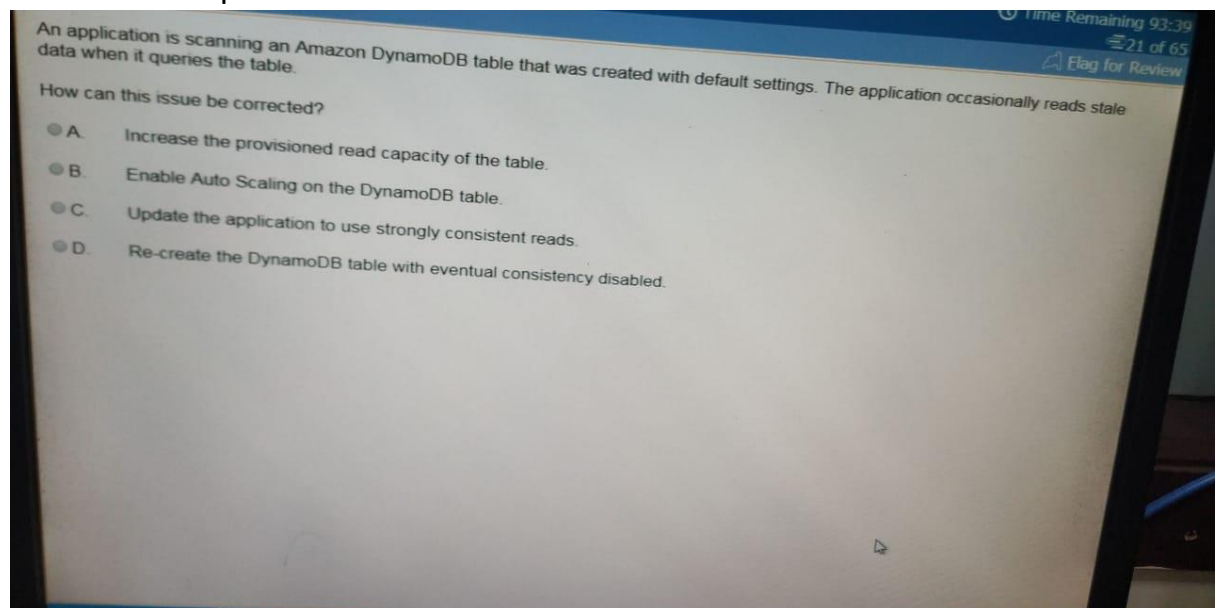 Time Remaining 93:39
21 of 65
Flag for Review
An application is scanning an Amazon DynamoDB table that was created with default settings. The application occasionally reads stale
data when it queries the table.
How can this issue be corrected?
A. Increase the provisioned read capacity of the table.
B. Enable Auto Scaling on the DynamoDB table.
C. Update the application to use strongly consistent reads.
D. Re-create the DynamoDB table with eventual consistency disabled.